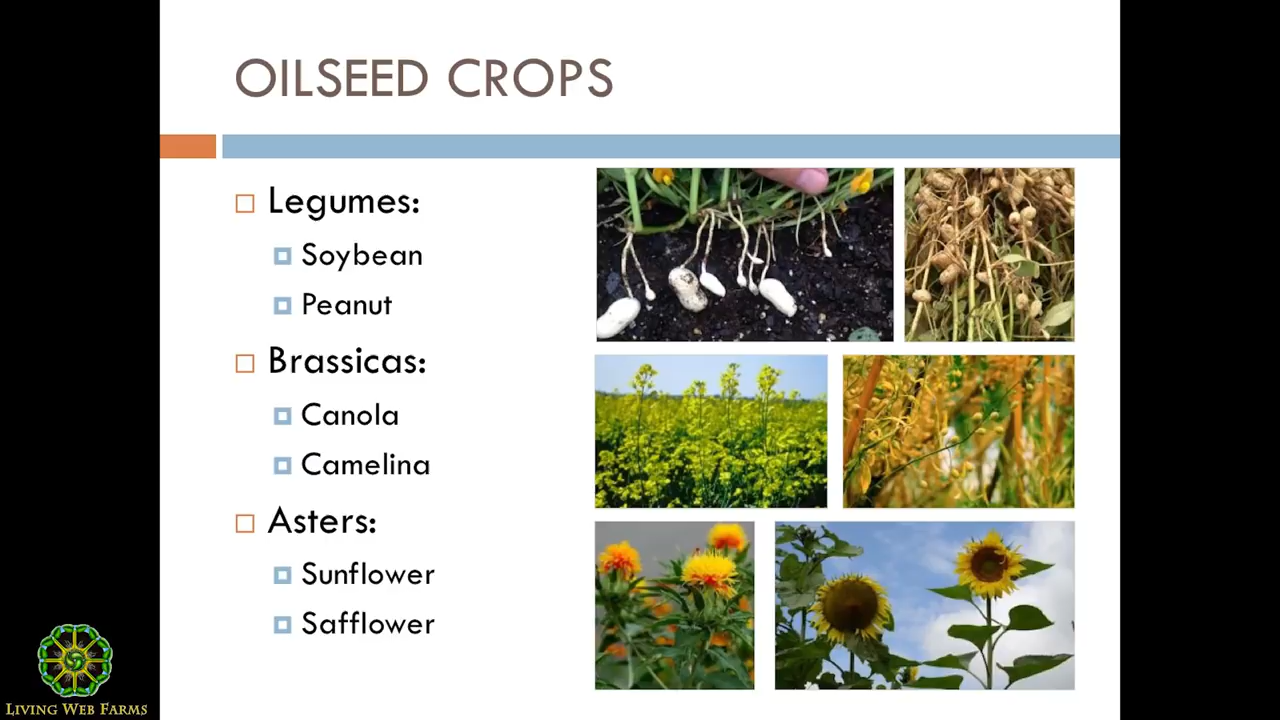 OILSEED CROPS
Legumes:
Soybean
Peanut
Brassicas:
Canola
Camelina
Asters:
Sunflower
Safflower
LIVING WEB FARMS